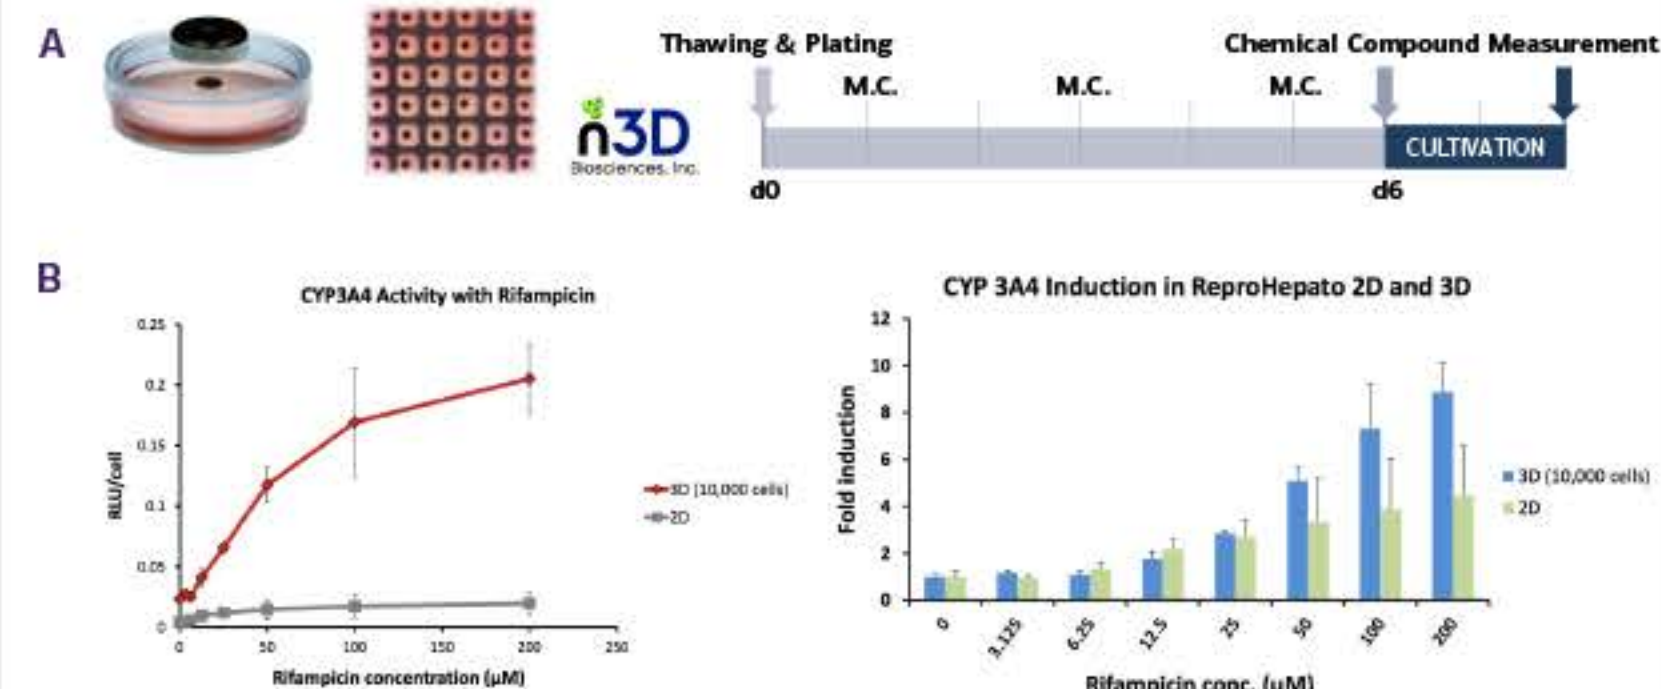 A
n3D
Biosciences, Inc.
Thawing & Plating
Chemical Compound Measurement
M.C.
M.C.
M.C.
CULTIVATION
d0
d6
B
CYP3A4 Activity with Rifampicin
0.25
0.2
0.15
0.1
0.05
0
RLU/cell
0
50
100
150
200
250
Rifampicin concentration (µM)
3D (10,000 cells)
2D
CYP 3A4 Induction in ReproHepato 2D and 3D
12
10
8
6
4
2
0
Fold induction
0
3.125
6.25
12.5
25
50
100
200
Rifampicin conc. (µM)
3D (10,000 cells)
2D